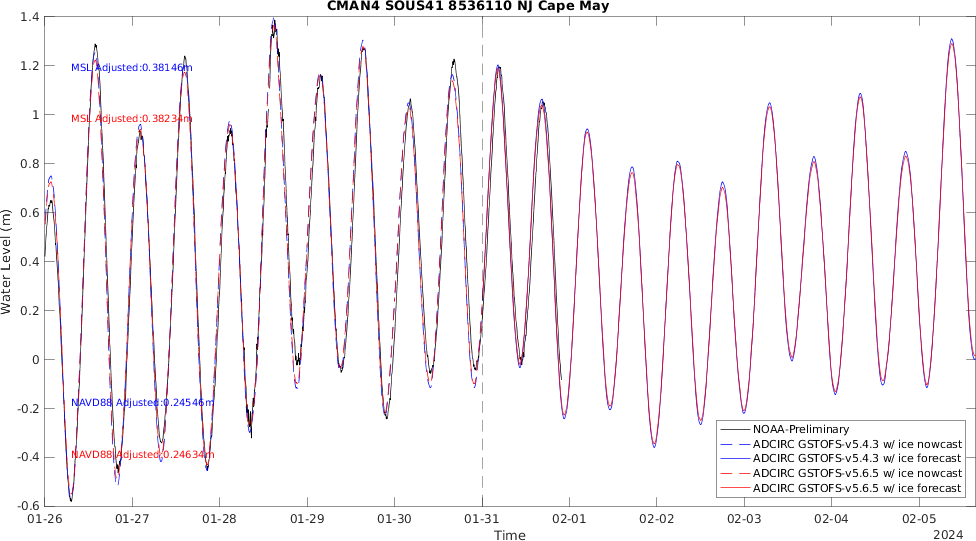 CMAN4 SOUS41 8536110 NJ Cape May
1.4
1.2
1
0.8
0.6
0.4
0.2
0
-0.2
-0.4
-0.6
Water Level (m)
MSL Adjusted:0.38146m
MSL Adjusted:0.38234m
NAVD88 Adjusted:0.24546m
NAVD88 Adjusted:0.24634m
NOAA-Preliminary
ADCIRC GSTOFS-v5.4.3 w/ ice nowcast
ADCIRC GSTOFS-v5.4.3 w/ ice forecast
ADCIRC GSTOFS-v5.6.5 w/ ice nowcast
ADCIRC GSTOFS-v5.6.5 w/ ice forecast
01-26 01-27 01-28 01-29 01-30 01-31 02-01 02-02 02-03 02-04 02-05
Time
2024